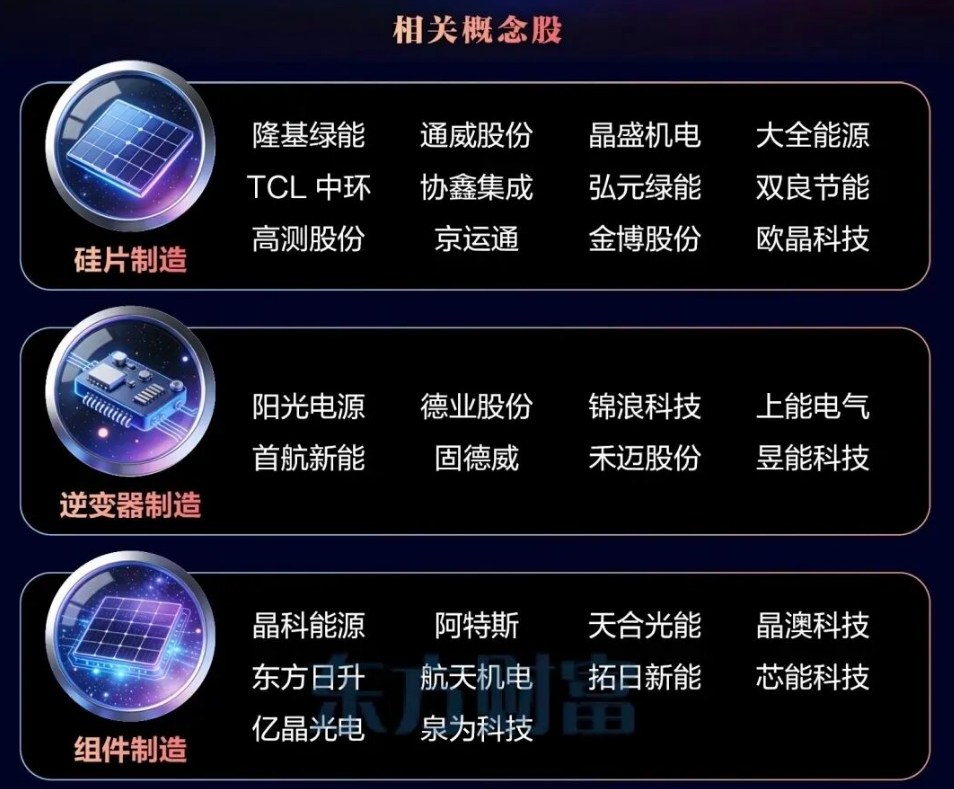 相关概念股
隆基绿能 通威股份 晶盛机电 大全能源
TCL 中环 协鑫集成 弘元绿能 双良节能
高测股份 京运通 金博股份 欧晶科技
硅片制造
阳光电源 德业股份 锦浪科技 上能电气
首航新能 固德威 禾迈股份 昱能科技
逆变器制造
晶科能源 阿特斯 天合光能 晶澳科技
东方日升 航天机电 拓日新能 芯能科技
亿晶光电 泉为科技
东方财富
组件制造